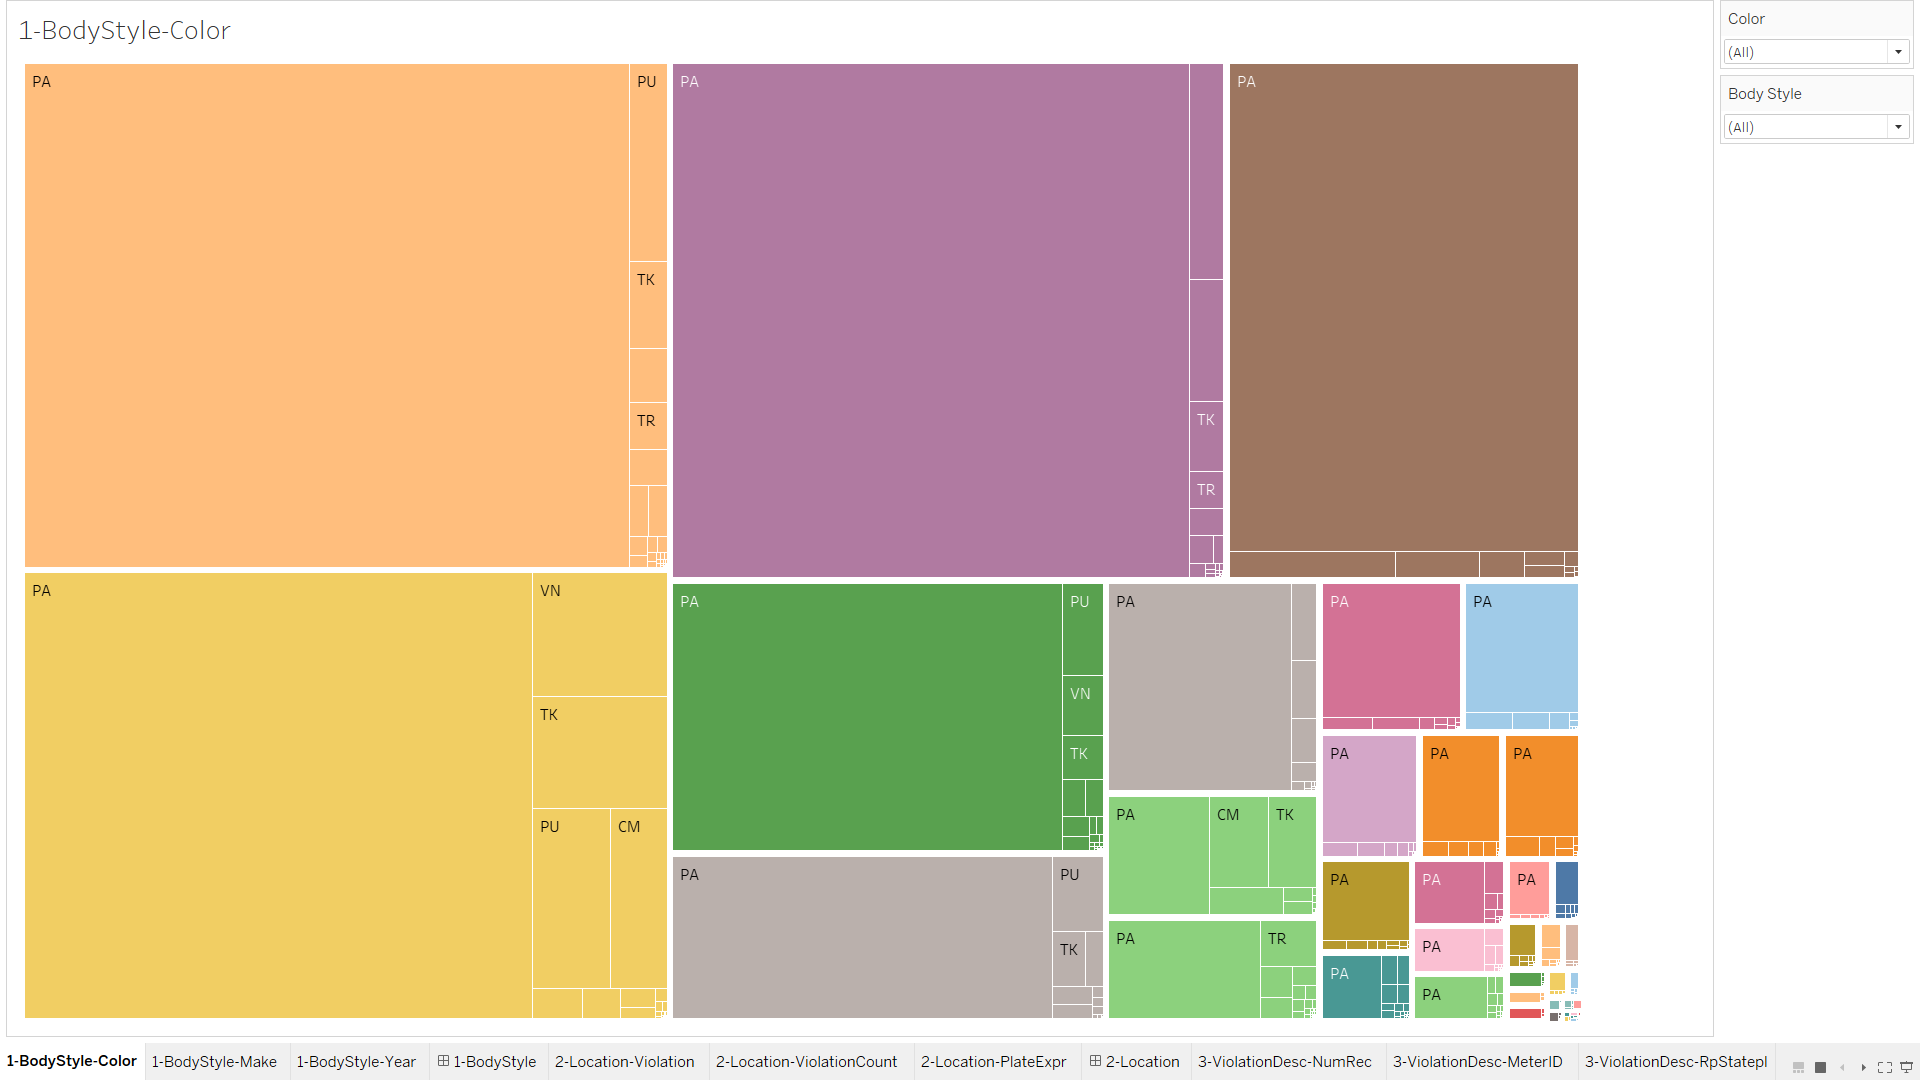 1-BodyStyle-Color
Color
(All)
Body Style
(All)
PA
PU
TK
TR
PA
TK
TR
PA
PA
VN
TK
PU
CM
PA
PU
VN
TK
PA
PU
TK
PA
PA
CM
TK
PA
TR
PA
PA
PA
PA
PA
PA
PA
PA
PA
PA
PA
1-BodyStyle-Color
1-BodyStyle-Make
1-BodyStyle-Year
1-BodyStyle
2-Location-Violation
2-Location-ViolationCount
2-Location-PlateExpr
2-Location
3-ViolationDesc-NumRec
3-ViolationDesc-MeterID
3-ViolationDesc-RpStatepl